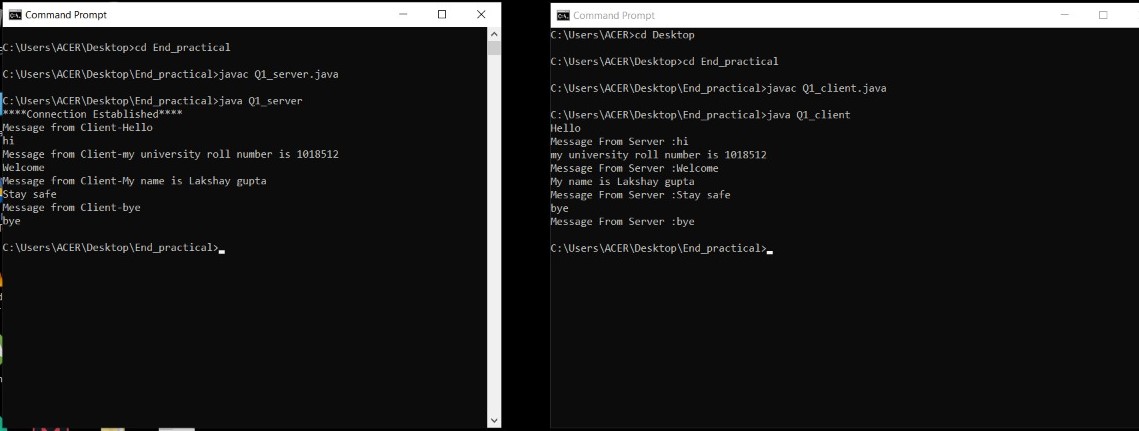 Command Prompt
C:\Users\ACER\Desktop>cd End_practical
C:\Users\ACER\Desktop\End_practical>javac Q1_server.java
C:\Users\ACER\Desktop\End_practical>java Q1_server
****Connection Established****
Message from Client-Hello
hi
Message from Client-my university roll number is 1018512
Welcome
Message from Client-My name is Lakshay gupta
Stay safe
Message from Client-bye
bye
C:\Users\ACER\Desktop\End_practical>
Command Prompt
C:\Users\ACER>cd Desktop
C:\Users\ACER\Desktop>cd End_practical
C:\Users\ACER\Desktop\End_practical>javac Q1_client.java
C:\Users\ACER\Desktop\End_practical>java Q1_client
Hello
Message From Server :hi
my university roll number is 1018512
Message From Server :Welcome
My name is Lakshay gupta
Message From Server :Stay safe
bye
Message From Server :bye
C:\Users\ACER\Desktop\End_practical>